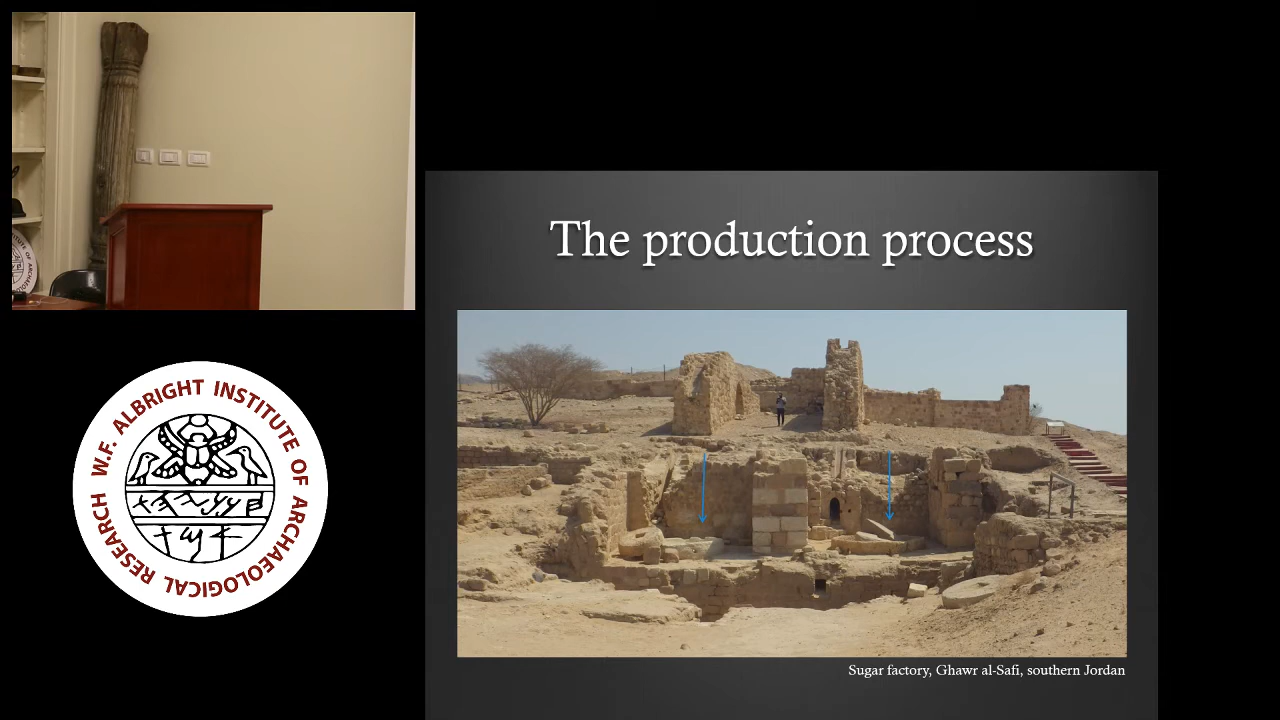 The production process
Sugar factory, Ghawr al-Safi, southern Jordan
W.F. ALBRIGHT INSTITUTE OF ARCHAEOLOGICAL RESEARCH